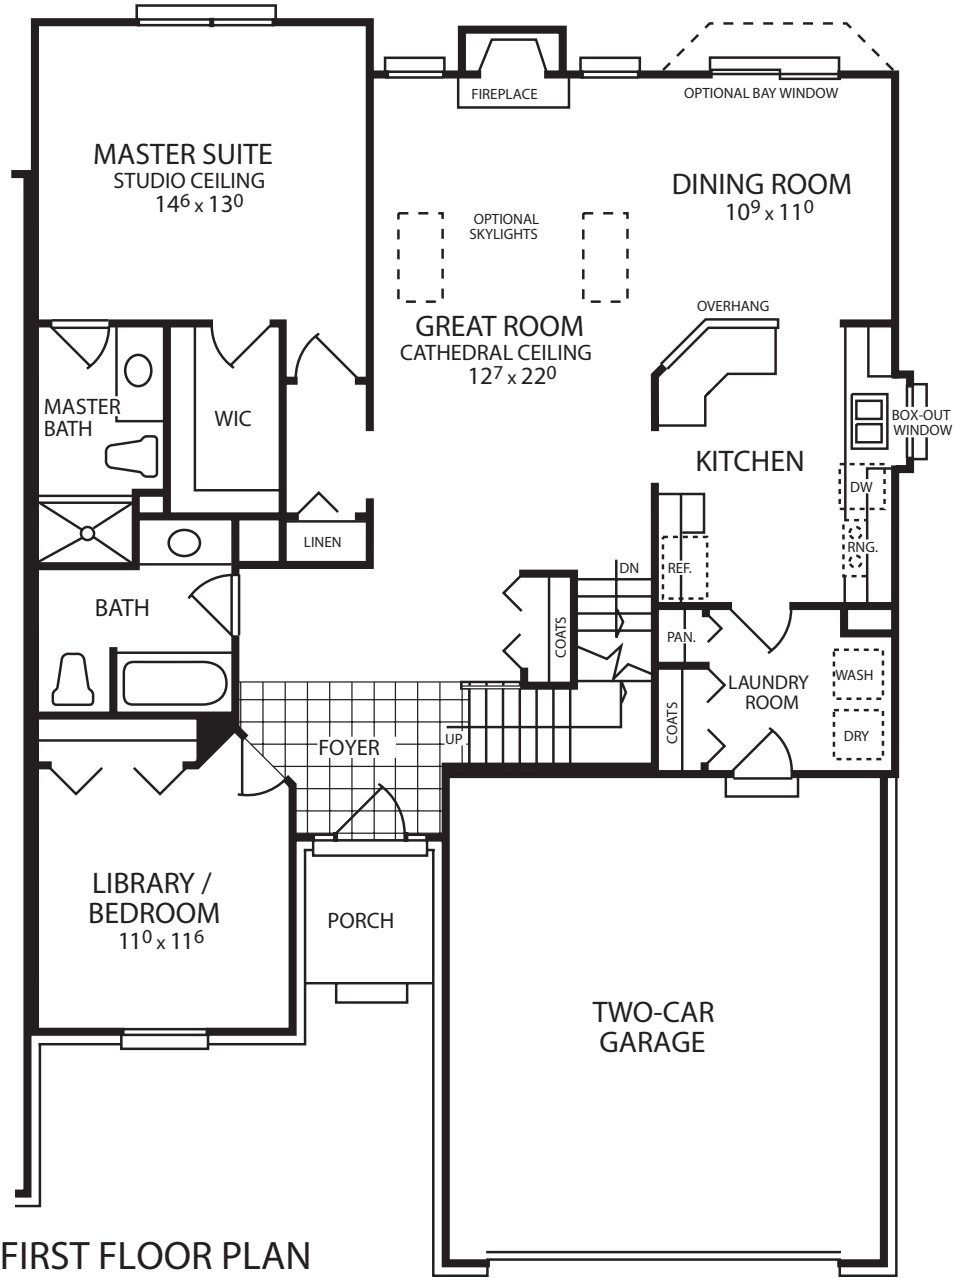 FIREPLACE
OPTIONAL BAY WINDOW
MASTER SUITE
STUDIO CEILING
14⁶ x 13⁰
DINING ROOM
10⁹ x 11⁰
OPTIONAL
SKYLIGHTS
OVERHANG
GREAT ROOM
CATHEDRAL CEILING
12⁷ x 22⁰
MASTER
BATH
WIC
BOX-OUT
WINDOW
KITCHEN
DW
LINEN
RNG.
DN
REF.
BATH
COATS
PAN.
LAUNDRY
ROOM
WASH
COATS
DRY
FOYER
UP
LIBRARY /
BEDROOM
11⁰ x 11⁶
PORCH
TWO-CAR
GARAGE
FIRST FLOOR PLAN